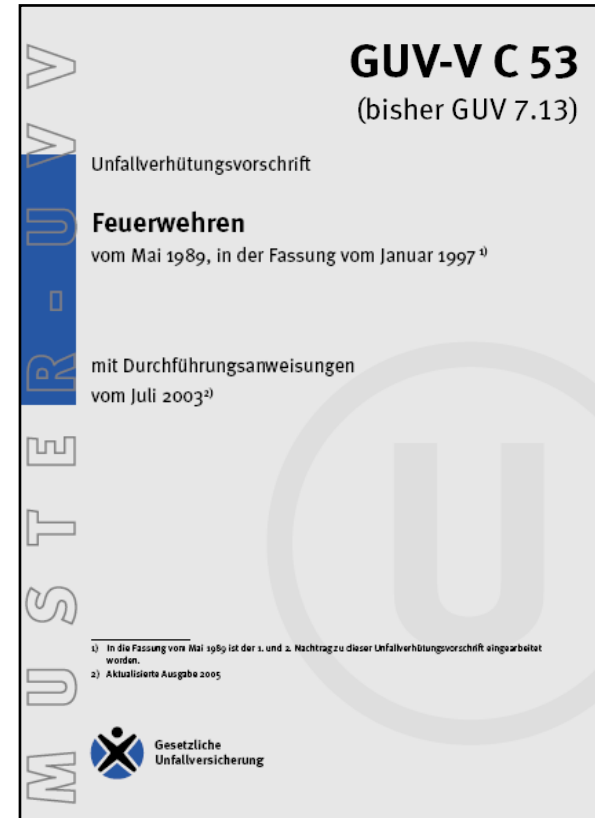 GUV-V C 53
(bisher GUV 7.13)
Unfallverhütungsvorschrift
Feuerwehren
vom Mai 1989, in der Fassung vom Januar 1997 1)
mit Durchführungsanweisungen
vom Juli 2003 2)
MUSTER-UVV
U
1) In die Fassung vom Mai 1989 ist der 1. und 2. Nachtrag zu dieser Unfallverhütungsvorschrift eingearbeitet
worden.
2) Aktualisierte Ausgabe 2005
Gesetzliche
Unfallversicherung